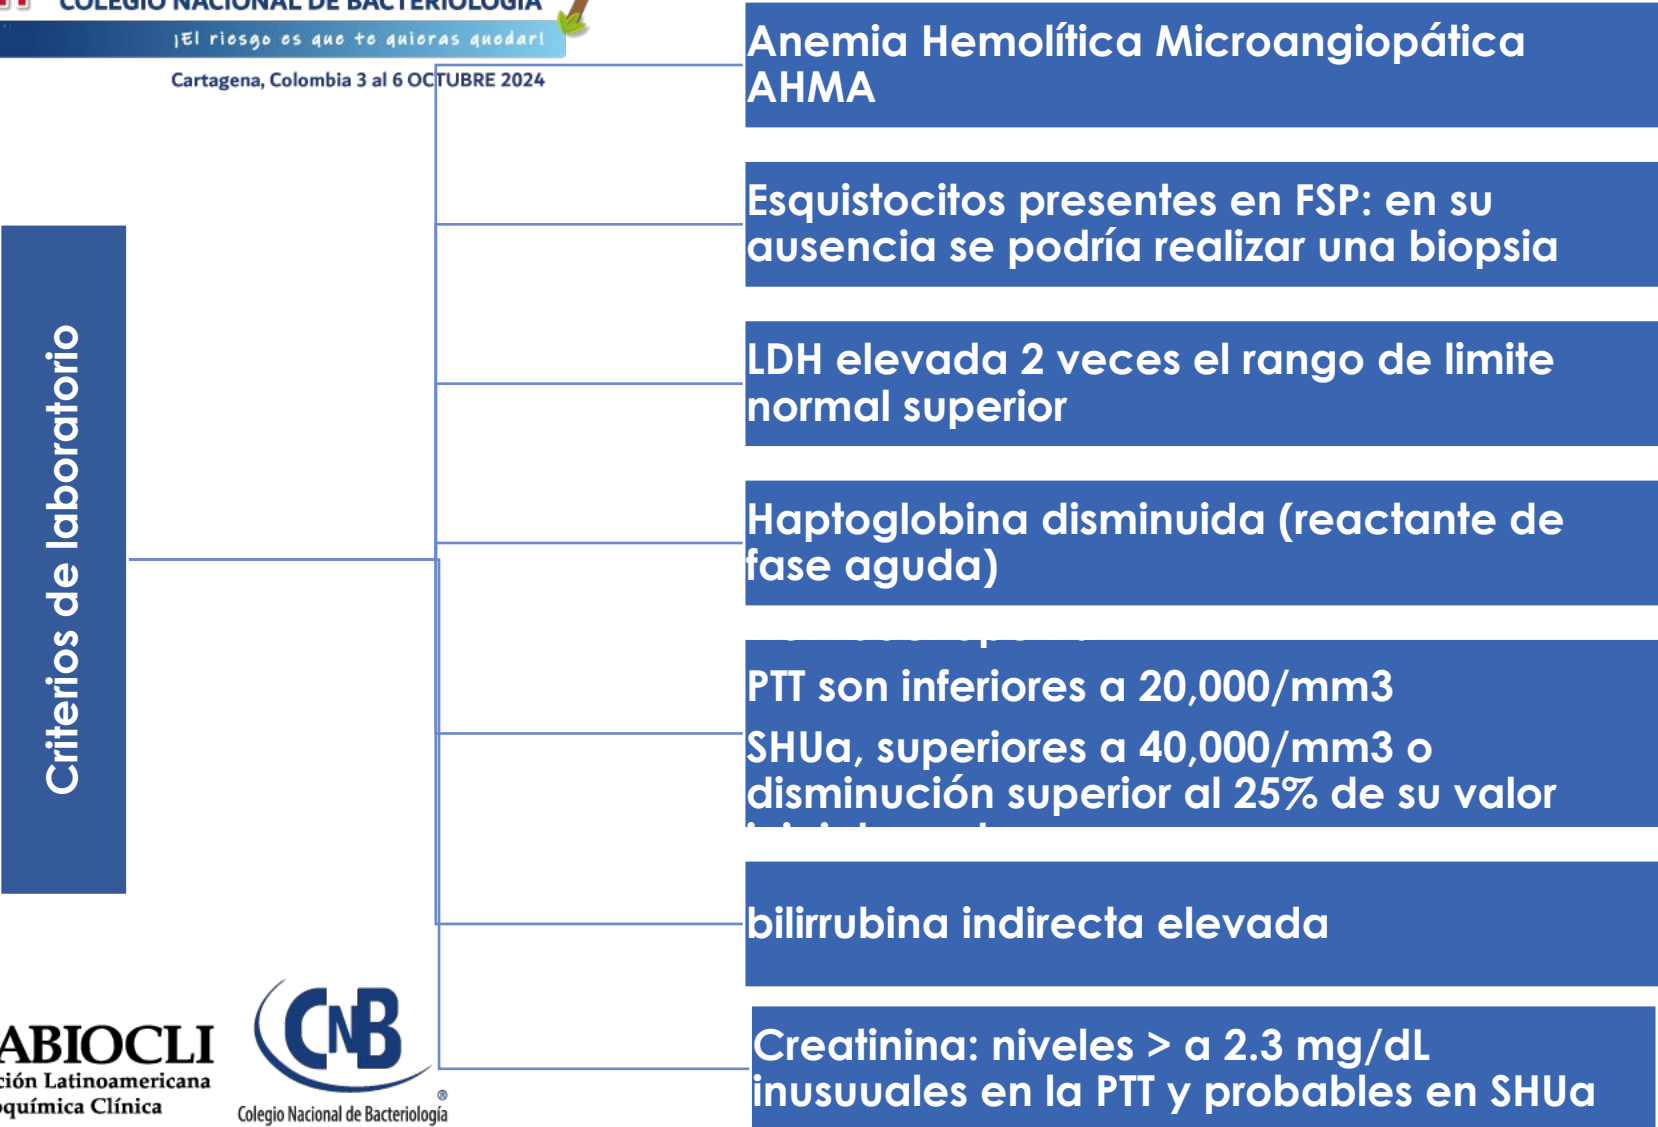 COLEGIO NACIONAL DE BACTERIOLOGÍA
¡El riesgo es que te quieras quedar!
Cartagena, Colombia 3 al 6 OCTUBRE 2024
Criterios de laboratorio
Anemia Hemolítica Microangiopática
AHMA
Esquistocitos presentes en FSP: en su
ausencia se podría realizar una biopsia
LDH elevada 2 veces el rango de limite
normal superior
Haptoglobina disminuida (reactante de
fase aguda)
PTT son inferiores a 20,000/mm3
SHUa, superiores a 40,000/mm3 o
disminución superior al 25% de su valor
bilirrubina indirecta elevada
Creatinina: niveles > a 2.3 mg/dL
inusuuales en la PTT y probables en SHUa
ABIOCLI
ción Latinoamericana
oquímica Clínica
CNB
®
Colegio Nacional de Bacteriología